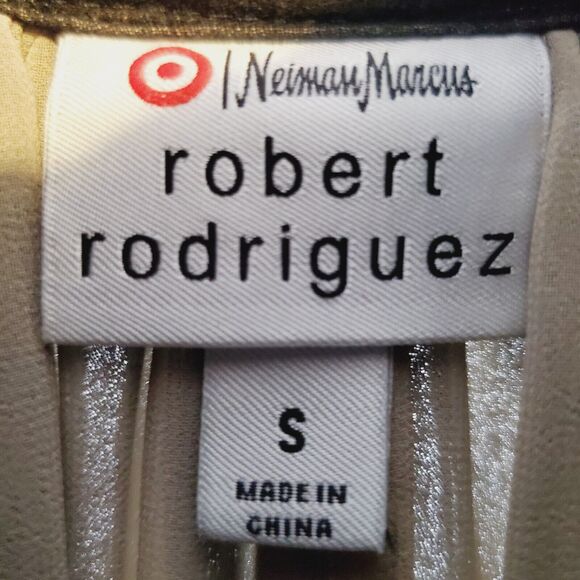 | Neiman Marcus
robert
rodriguez
S
MADE IN
CHINA